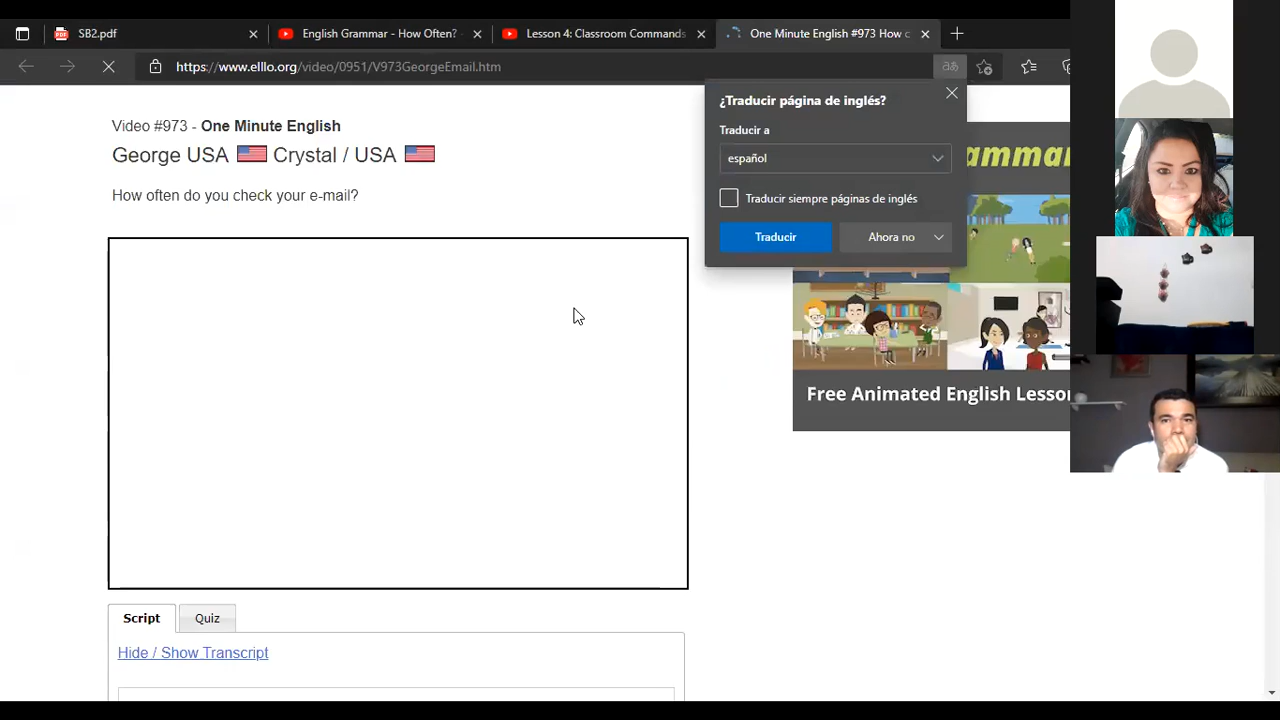 SB2.pdf
English Grammar - How Often? -
Lesson 4: Classroom Commands
One Minute English #973 How c
https://www.elllo.org/video/0951/V973GeorgeEmail.htm
aあ
Video #973 - One Minute English
George USA Crystal / USA
How often do you check your e-mail?
¿Traducir página de inglés?
Traducir a
español
Traducir siempre páginas de inglés
Traducir
Ahora no
Free Animated English Lesso
Script
Quiz
Hide / Show Transcript